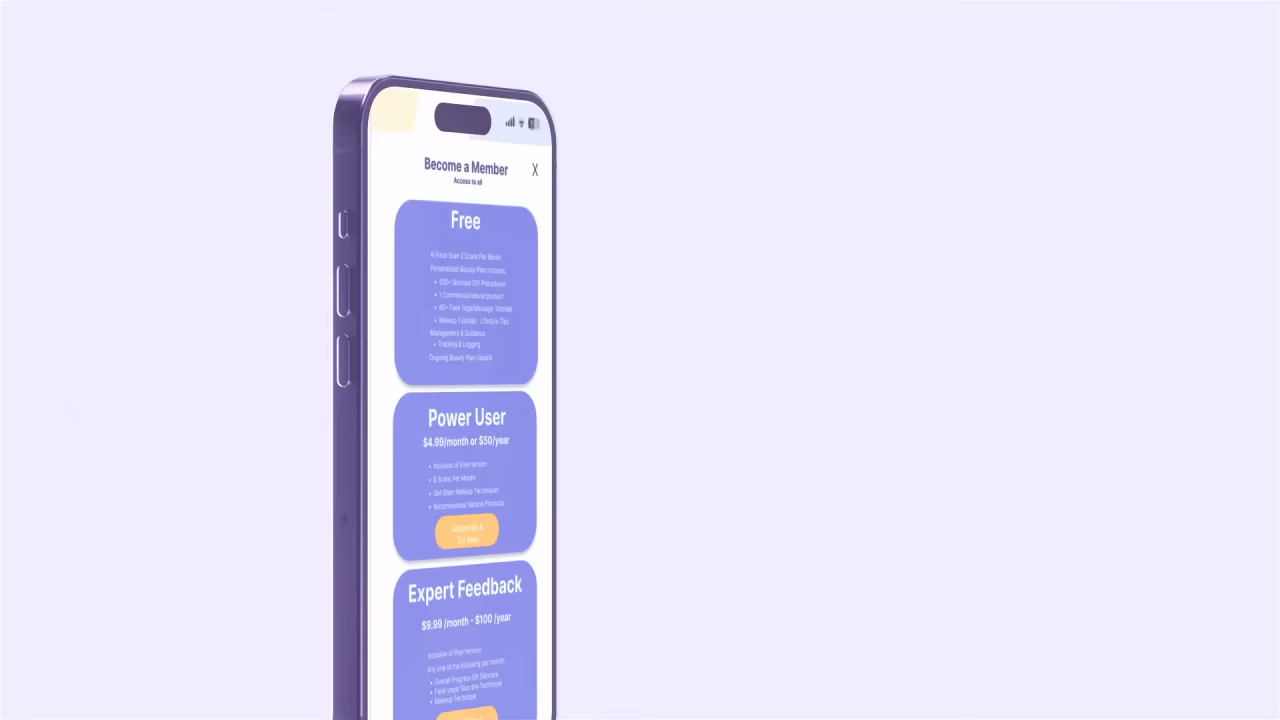 Become a Member
X
Access to all
Free
AI Face Scan 2 Scans Per Month
Personalized Beauty Plan Includes,
• 500+ Skincare DIY Procedures
• 1 Commercial/natural product
• 60+ Face Yoga/Massage Tutorials
• Makeup Tutorials Lifestyle Tips
Management & Guidance
• Tracking & Logging
Ongoing Beauty Plan Update
Power User
$4.99/month or $50/year
• Inclusive of Free Version
• 8 Scans Per Month
• Get Glam Makeup Techniques
• Recommended Natural Products
Subscribe &
Try Now
Expert Feedback
$9.99 /month - $100 /year
Inclusive of Plus Version
Any one of the following per month
• Overall Progress On Skincare
• Face yoga/ Gua sha Technique
• Makeup Technique